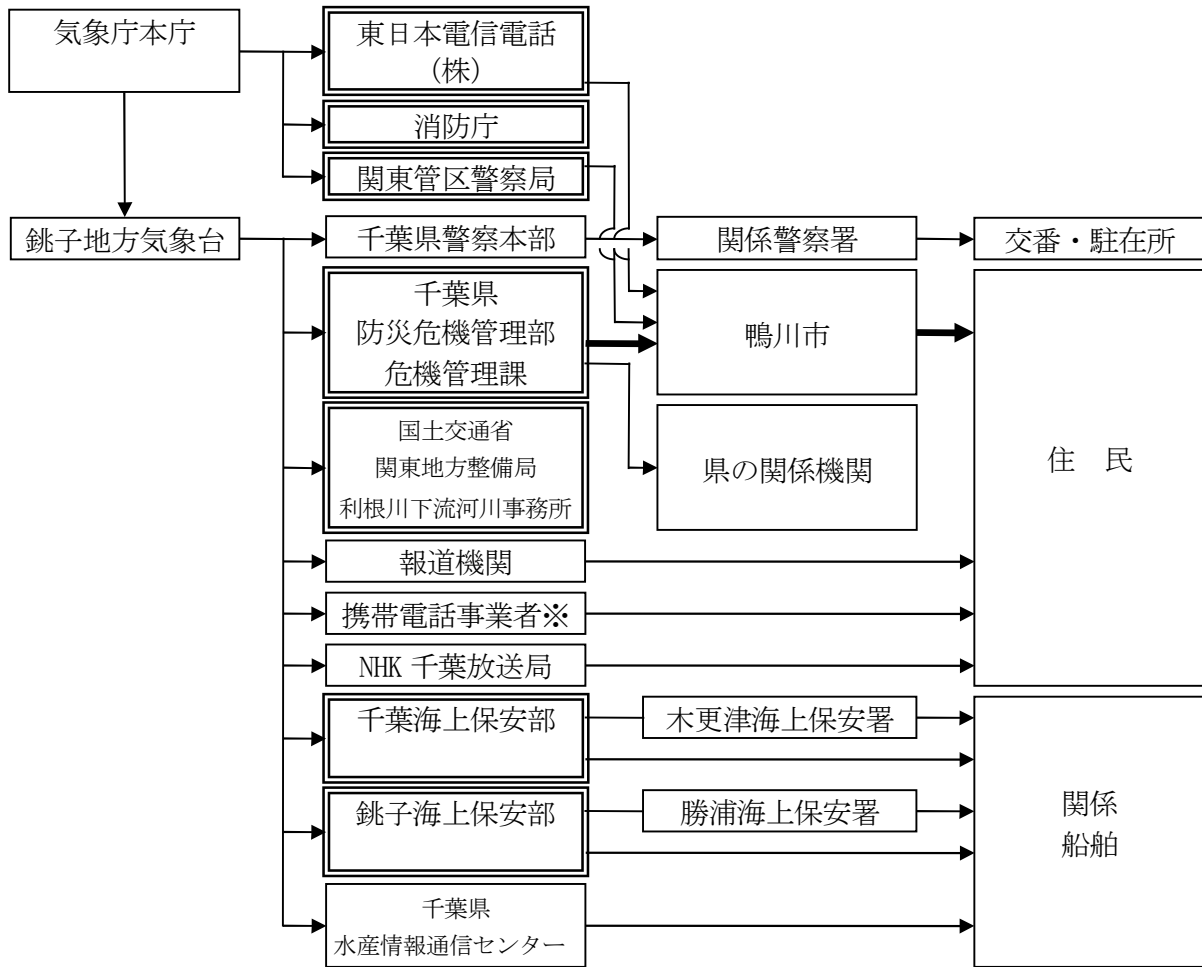 気象庁本庁
東日本電信電話
(株)
消防庁
関東管区警察局
銚子地方気象台
千葉県警察本部
関係警察署
交番・駐在所
千葉県
防災危機管理部
危機管理課
鴨川市
国土交通省
関東地方整備局
利根川下流河川事務所
県の関係機関
住 民
報道機関
携帯電話事業者※
NHK 千葉放送局
千葉海上保安部
木更津海上保安署
銚子海上保安部
勝浦海上保安署
関係
船舶
千葉県
水産情報通信センター